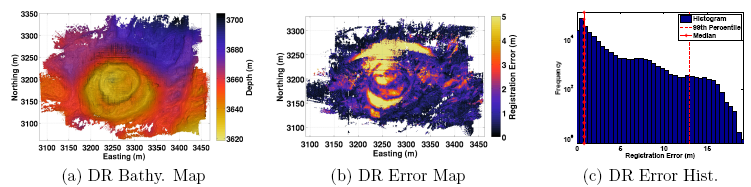 3350
3300
3250
3200
3150
3100
Northing (m)
3100 3150 3200 3250 3300 3350 3400 3450
Easting (m)
3700
3680
3660
3640
3620
Depth (m)
(a) DR Bathy. Map
3300
3250
3200
3150
3100
Northing (m)
3100 3150 3200 3250 3300 3350 3400 3450
Easting (m)
5
4
3
2
1
0
Registration Error (m)
(b) DR Error Map
Histogram
99th Percentile
Median
Frequency
0 5 10 15
Registration Error (m)
(c) DR Error Hist.